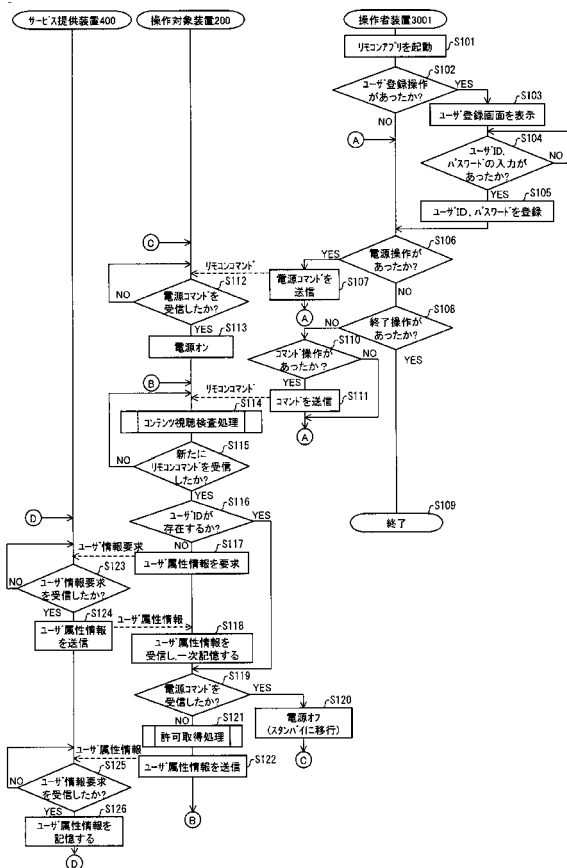 サービス提供装置400
操作対象装置200
操作者装置3001
リモコンアプリを起動
S101
S102
ユーザ登録操作
があったか?
YES
NO
S103
ユーザ登録画面を表示
A
S104
ユーザID、
パスワードの入力が
あったか?
NO
YES
S105
ユーザID、パスワードを登録
C
S106
電源操作が
あったか?
YES
NO
リモコンコマンド
S107
電源コマンドを
送信
A
S112
電源コマンドを
受信したか?
NO
YES
S113
電源オン
S108
終了操作が
あったか?
NO
YES
S110
コマンド操作が
あったか?
NO
YES
B
リモコンコマンド
S111
コマンドを送信
A
S114
コンテンツ視聴検査処理
S115
新たに
リモコンコマンドを受信
したか?
NO
YES
S109
終了
S116
ユーザIDが
存在するか?
YES
NO
D
ユーザ情報要求
S117
ユーザ属性情報を要求
S123
ユーザ情報要求
を受信したか?
NO
YES
S124
ユーザ属性情報
を送信
ユーザ属性情報
S118
ユーザ属性情報を
受信し、一次記憶する
S119
電源コマンドを
受信したか?
YES
NO
S120
電源オフ
(スタンバイに移行)
C
S121
許可取得処理
ユーザ属性情報
S122
ユーザ属性情報を送信
B
S125
ユーザ情報要求
を受信したか?
NO
YES
S126
ユーザ属性情報を
記憶する
D